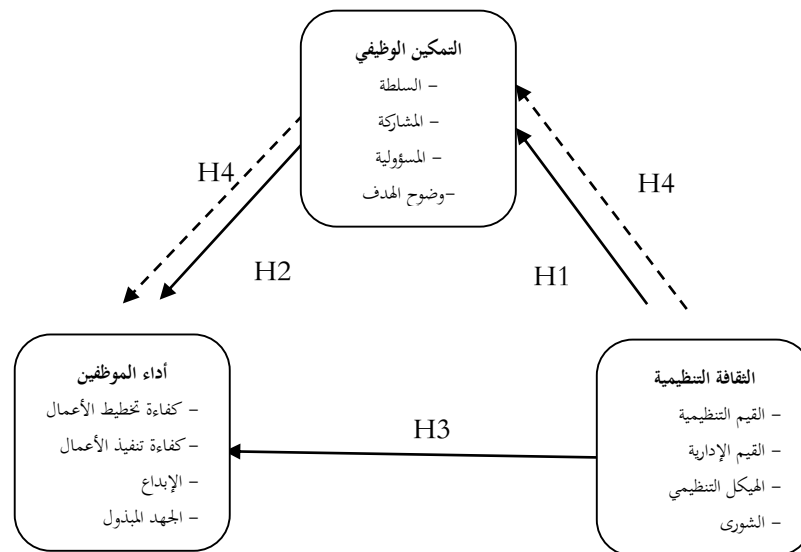 التمكين الوظيفي
– السلطة
– المشاركة
– المسؤولية
–وضوح الهدف
H4
H4
H2
H1
الثقافة التنظيمية
– القيم التنظيمية
– القيم الإدارية
– الهيكل التنظيمي
– الشورى
H3
أداء الموظفين
– كفاءة تخطيط الأعمال
– كفاءة تنفيذ الأعمال
– الإبداع
– الجهد المبذول